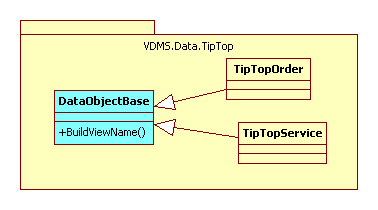 VDMS.Data.TipTop
TipTopOrder
DataObjectBase
+BuildViewName()
TipTopService